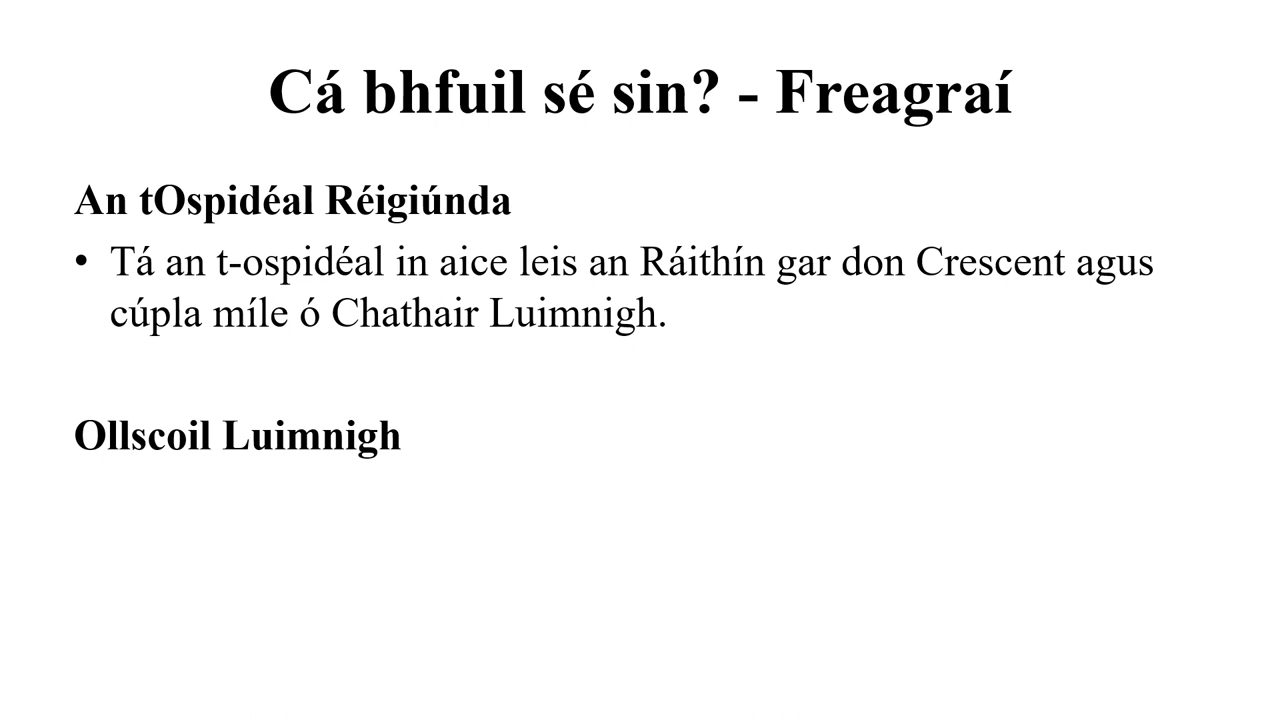 Cá bhfuil sé sin? - Freagraí
An tOspidéal Réigiúnda
• Tá an t-ospidéal in aice leis an Ráithín gar don Crescent agus
cúpla míle ó Chathair Luimnigh.
Ollscoil Luimnigh